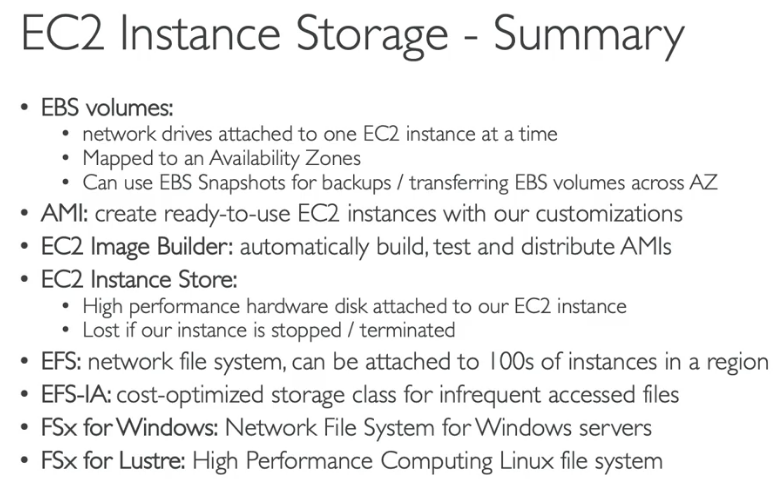 EC2 Instance Storage - Summary
• EBS volumes:
• network drives attached to one EC2 instance at a time
• Mapped to an Availability Zones
• Can use EBS Snapshots for backups / transferring EBS volumes across AZ
• AMI: create ready-to-use EC2 instances with our customizations
• EC2 Image Builder: automatically build, test and distribute AMIs
• EC2 Instance Store:
• High performance hardware disk attached to our EC2 instance
• Lost if our instance is stopped / terminated
• EFS: network file system, can be attached to 100s of instances in a region
• EFS-IA: cost-optimized storage class for infrequent accessed files
• FSx for Windows: Network File System for Windows servers
• FSx for Lustre: High Performance Computing Linux file system